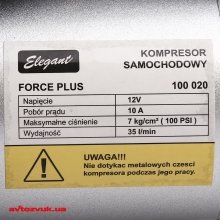 Elegant
KOMPRESOR
SAMOCHODOWY
FORCE PLUS 100 020
Napięcie 12V
Pobór prądu 10 A
Maksymalne ciśnienie 7 kg/cm² ( 100 PSI )
Wydajność 35 l/min
UWAGA!!!
Nie dotykac metalowych czesci
kompresora podczas jego pracy.
avtozvuk.ua